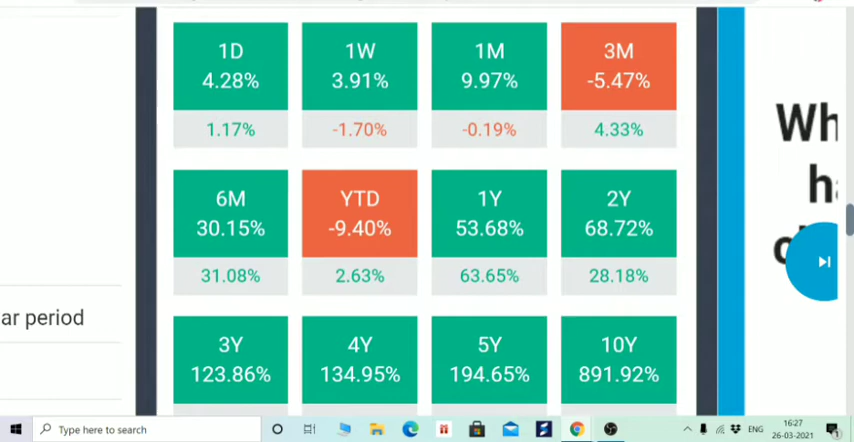 1D 1W 1M 3M
4.28% 3.91% 9.97% -5.47%
1.17% -1.70% -0.19% 4.33%
6M YTD 1Y 2Y
30.15% -9.40% 53.68% 68.72%
31.08% 2.63% 63.65% 28.18%
3Y 4Y 5Y 10Y
123.86% 134.95% 194.65% 891.92%
ar period
Wh
Type here to search
ENG
16:27
26-03-2021